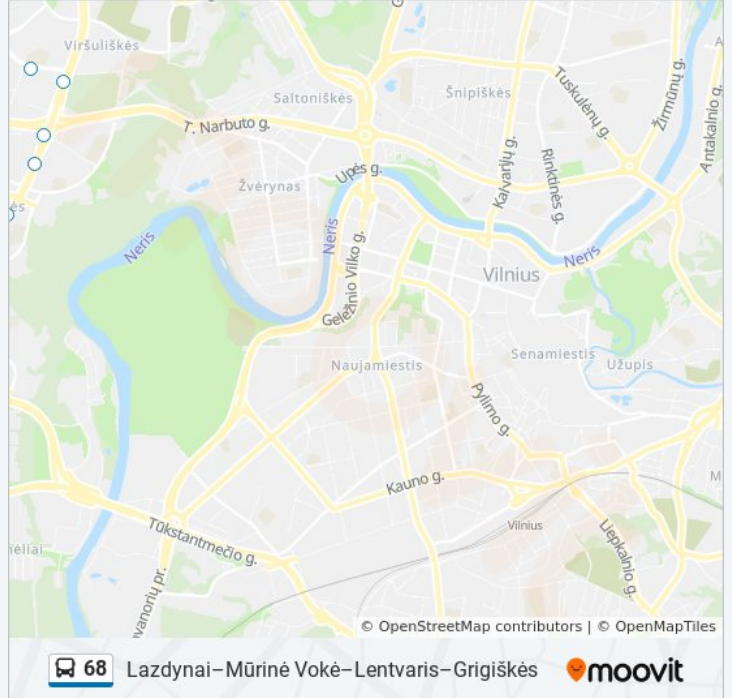 Viršuliškės
Šnipiškės
Saltoniškės
Tuskulėnų g.
Žirmūnų g.
Antakalnio g.
T. Narbuto g.
Upės g.
Kalvarijų g.
Rinktinės g.
Žvėrynas
Neris
Neris
Neris
Vilnius
Geležinio Vilko g.
Senamiestis
Užupis
Naujamiestis
Pylimo g.
Kauno g.
Vilnius
Liepkalnio g.
Tūkstantmečio g.
© OpenStreetMap contributors | © OpenMapTiles
68 Lazdynai–Mūrinė Vokė–Lentvaris–Grigiškės moovit